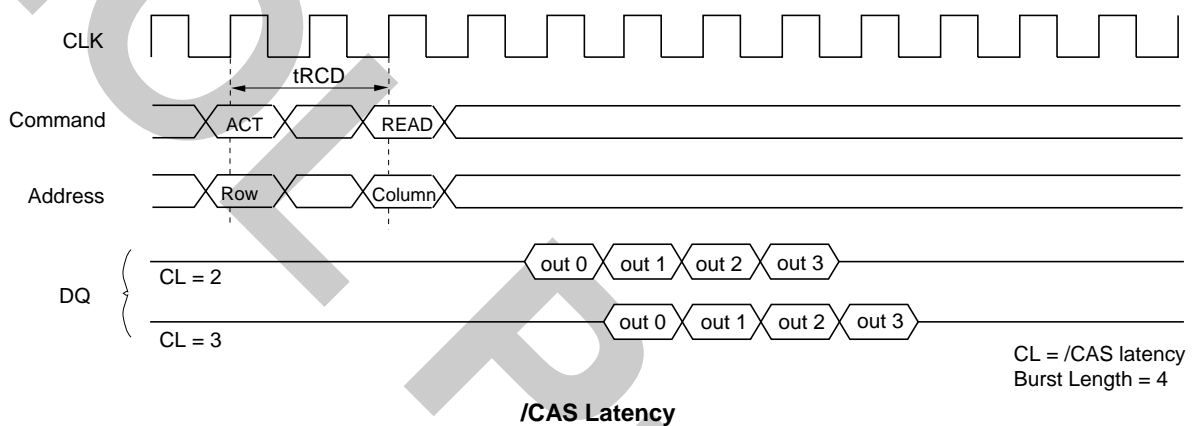 CLK
tRCD
Command ACT READ
Address Row Column
out 0 out 1 out 2 out 3
CL = 2
DQ
out 0 out 1 out 2 out 3
CL = 3
CL = /CAS latency
Burst Length = 4
/CAS Latency